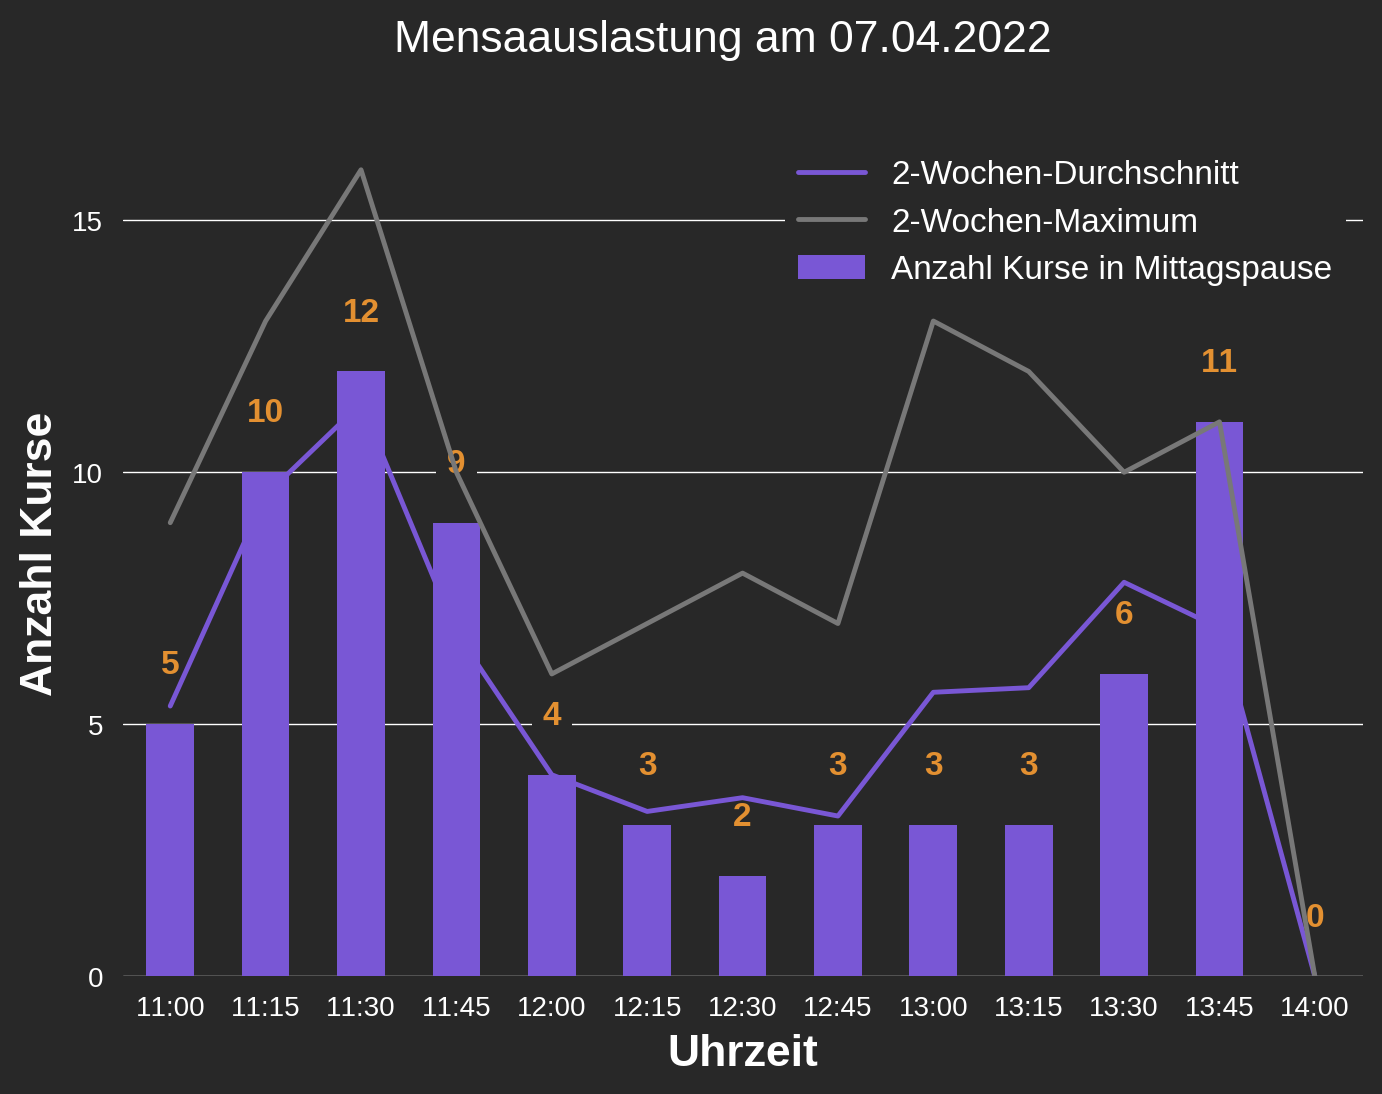 Mensaauslastung am 07.04.2022
2-Wochen-Durchschnitt
2-Wochen-Maximum
Anzahl Kurse in Mittagspause
Anzahl Kurse
15
10
5
0
5
10
12
9
4
3
2
3
3
3
6
11
0
11:00 11:15 11:30 11:45 12:00 12:15 12:30 12:45 13:00 13:15 13:30 13:45 14:00
Uhrzeit